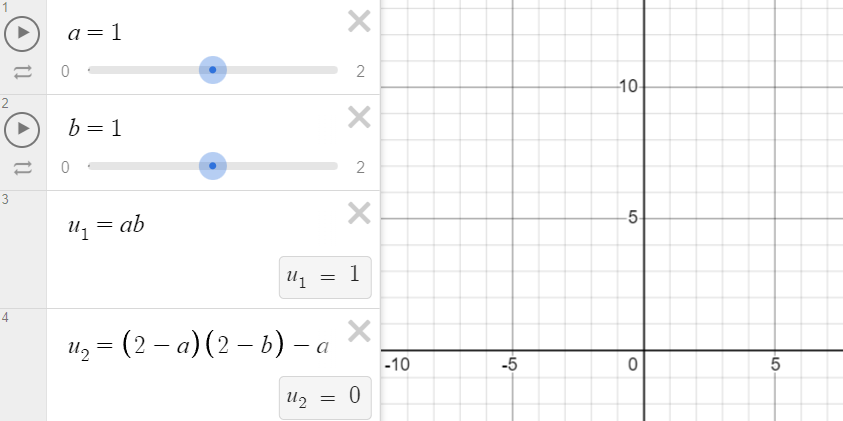 1
a = 1
0 2
2
b = 1
0 2
3
u₁ = ab
u₁ = 1
4
u₂ = (2 − a)(2 − b) − a
u₂ = 0
10
5
-10 -5 0 5